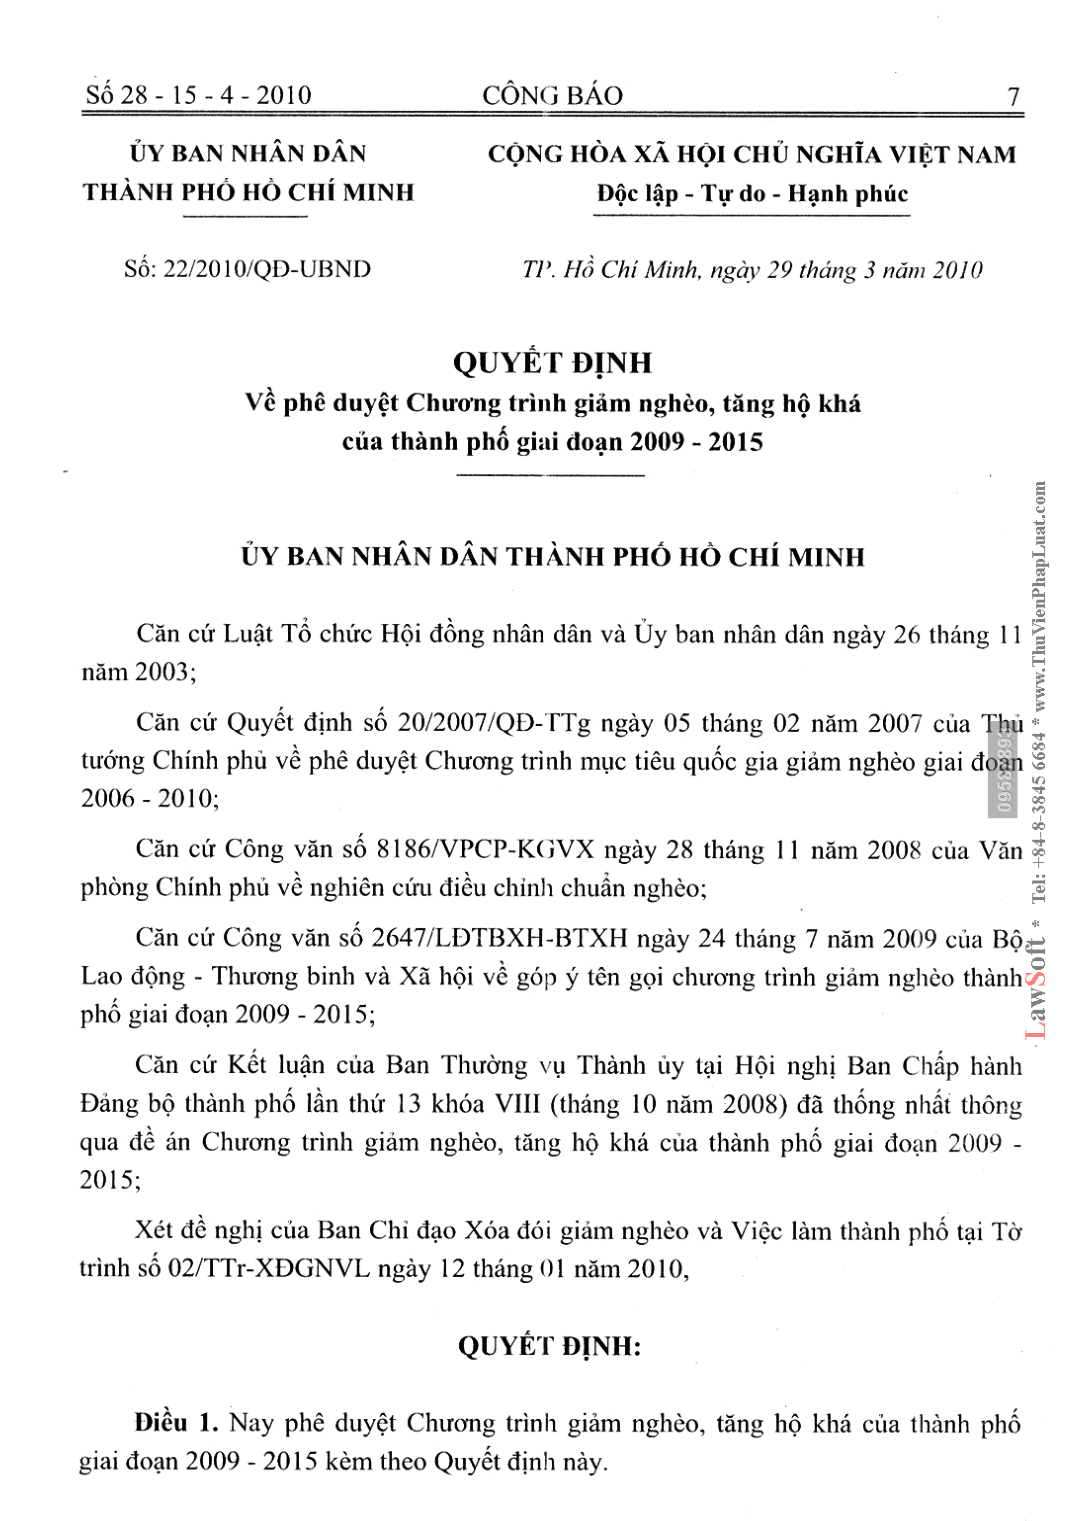 Số 28 - 15 - 4 - 2010 CÔNG BÁO 7
ỦY BAN NHÂN DÂN
THÀNH PHỐ HỒ CHÍ MINH
CỘNG HÒA XÃ HỘI CHỦ NGHĨA VIỆT NAM
Độc lập - Tự do - Hạnh phúc
Số: 22/2010/QĐ-UBND
TP. Hồ Chí Minh, ngày 29 tháng 3 năm 2010
QUYẾT ĐỊNH
Về phê duyệt Chương trình giảm nghèo, tăng hộ khá
của thành phố giai đoạn 2009 - 2015
ỦY BAN NHÂN DÂN THÀNH PHỐ HỒ CHÍ MINH
Căn cứ Luật Tổ chức Hội đồng nhân dân và Ủy ban nhân dân ngày 26 tháng 11
năm 2003;
Căn cứ Quyết định số 20/2007/QĐ-TTg ngày 05 tháng 02 năm 2007 của Thủ
tướng Chính phủ về phê duyệt Chương trình mục tiêu quốc gia giảm nghèo giai đoạn
2006 - 2010;
Căn cứ Công văn số 8186/VPCP-KGVX ngày 28 tháng 11 năm 2008 của Văn
phòng Chính phủ về nghiên cứu điều chỉnh chuẩn nghèo;
Căn cứ Công văn số 2647/LĐTBXH-BTXH ngày 24 tháng 7 năm 2009 của Bộ
Lao động - Thương binh và Xã hội về góp ý tên gọi chương trình giảm nghèo thành
phố giai đoạn 2009 - 2015;
Căn cứ Kết luận của Ban Thường vụ Thành ủy tại Hội nghị Ban Chấp hành
Đảng bộ thành phố lần thứ 13 khóa VIII (tháng 10 năm 2008) đã thống nhất thông
qua đề án Chương trình giảm nghèo, tăng hộ khá của thành phố giai đoạn 2009 -
2015;
Xét đề nghị của Ban Chỉ đạo Xóa đói giảm nghèo và Việc làm thành phố tại Tờ
trình số 02/TTr-XĐGNVL ngày 12 tháng 01 năm 2010,
QUYẾT ĐỊNH:
Điều 1. Nay phê duyệt Chương trình giảm nghèo, tăng hộ khá của thành phố
giai đoạn 2009 - 2015 kèm theo Quyết định này.
LawSoft * Tel: +84-8-3845 6684 * www.ThuVienPhapLuat.com